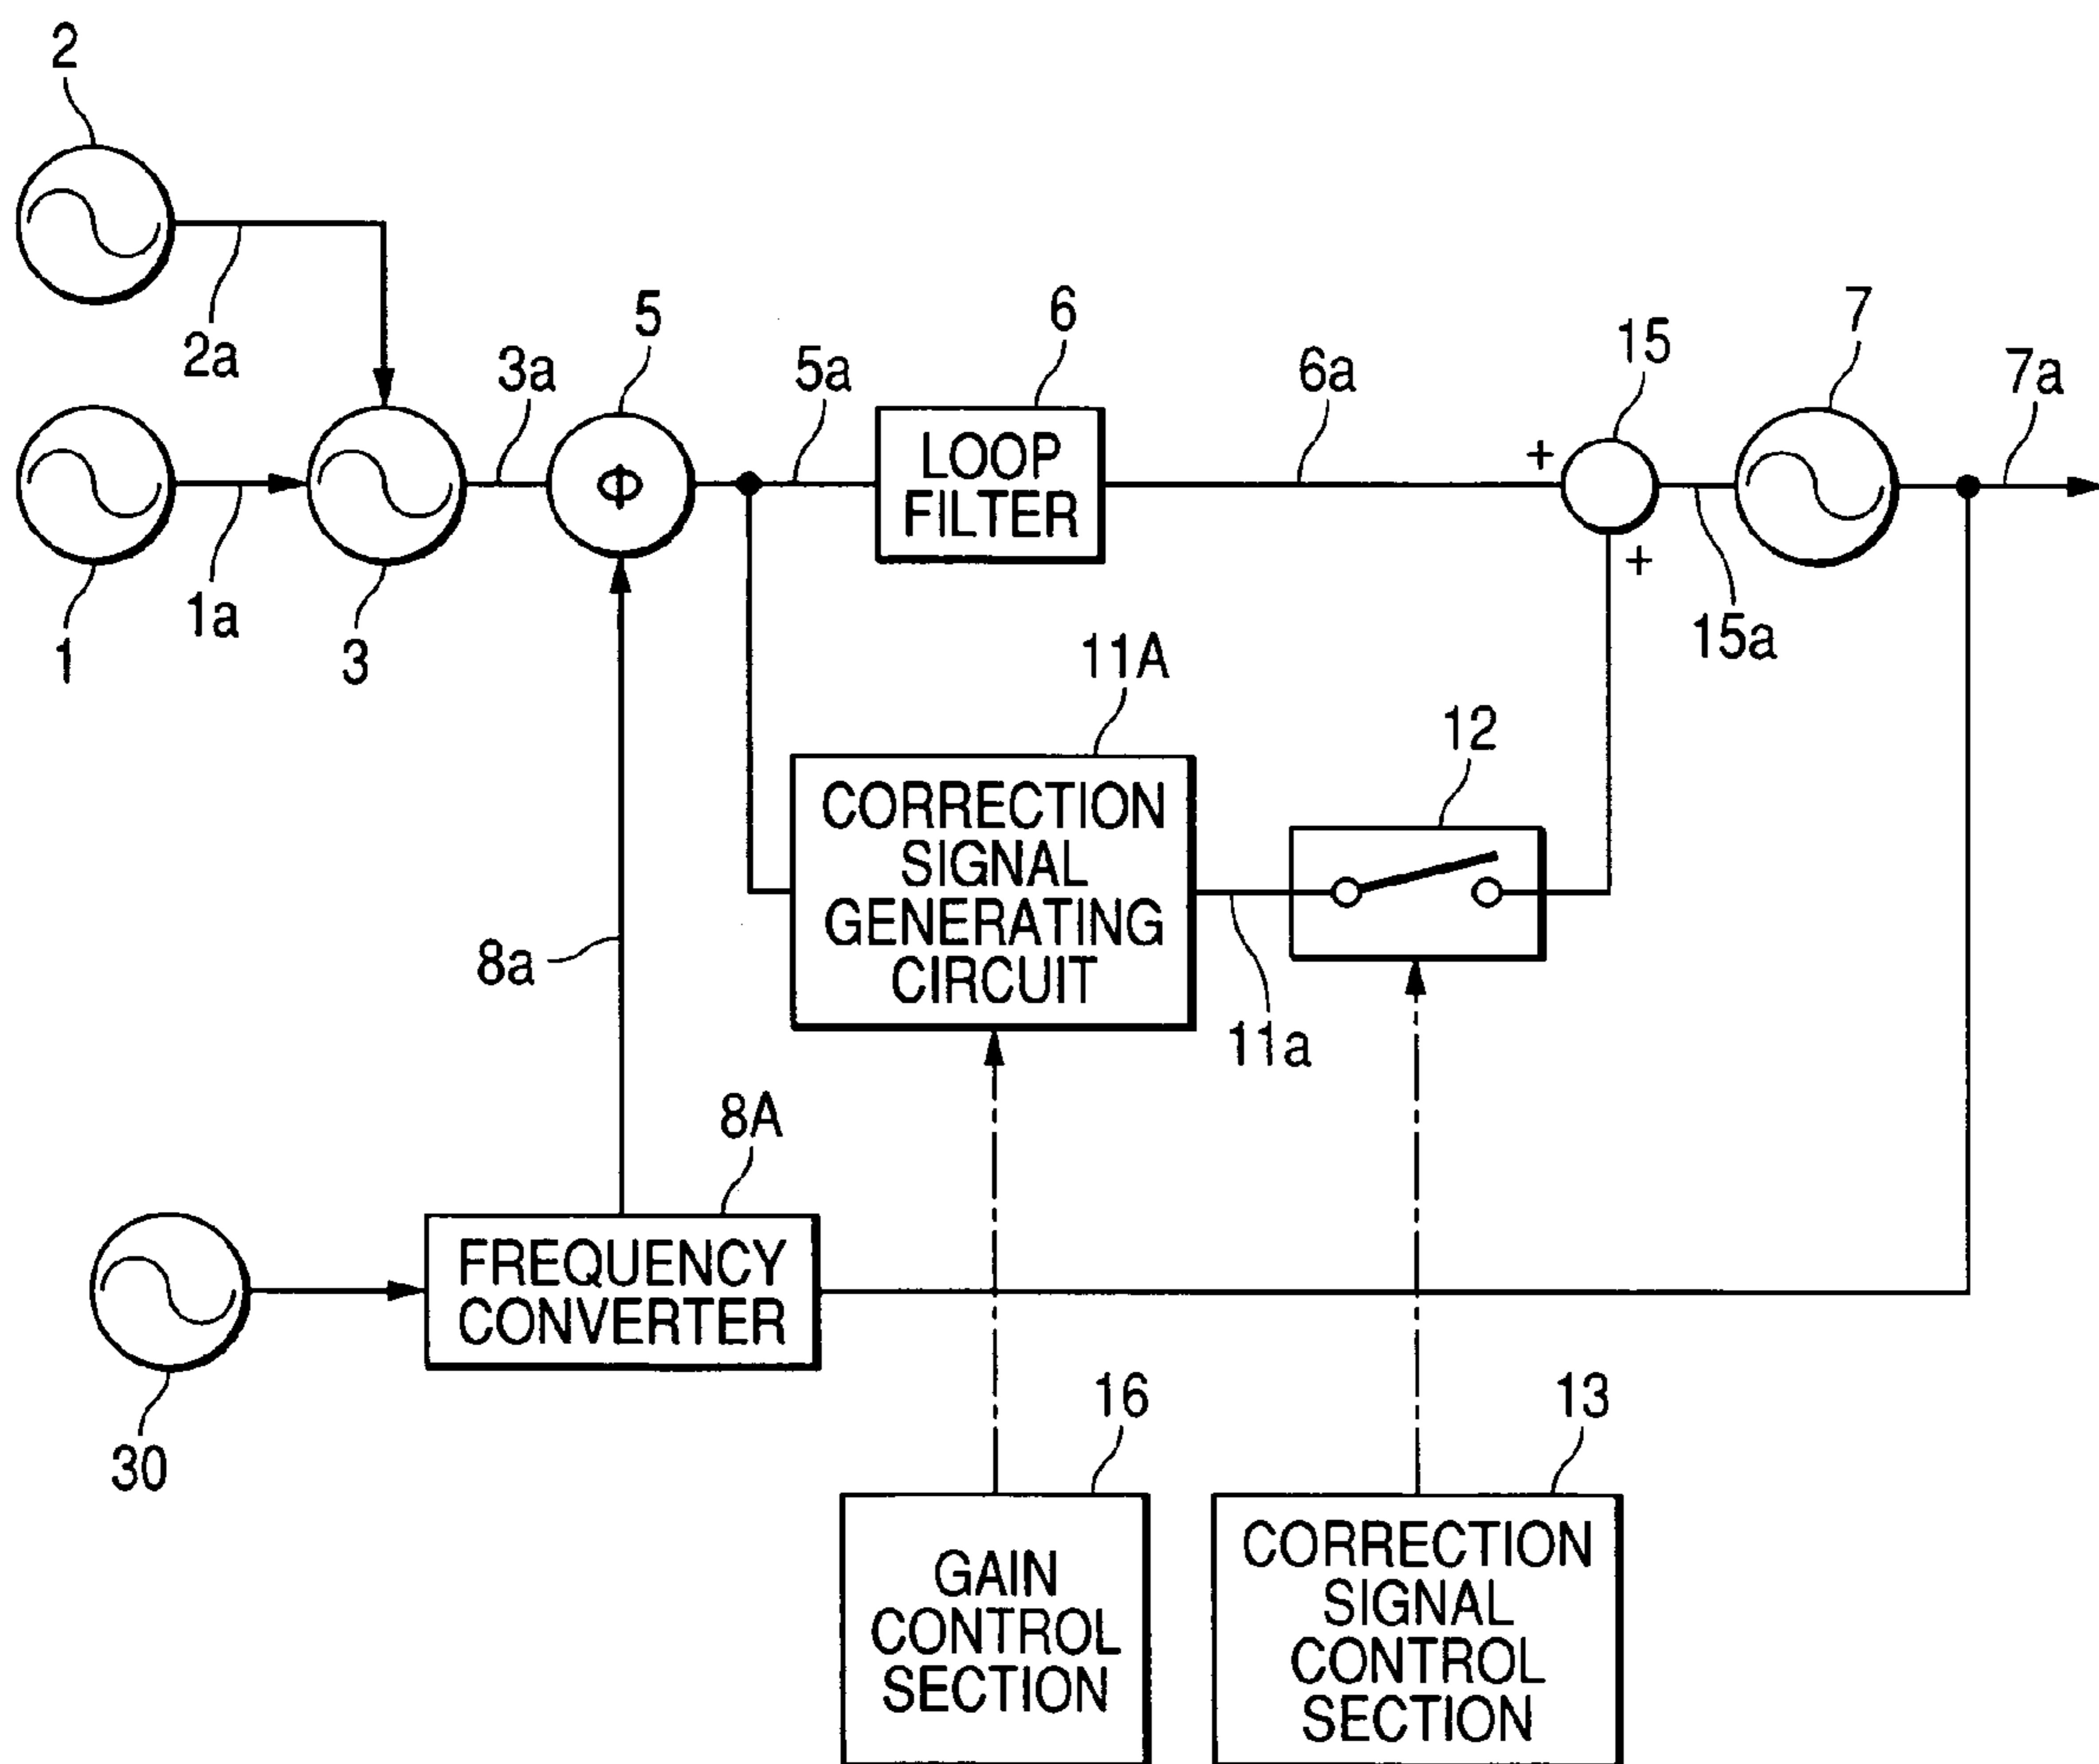 2
2a
5
6
15
7
3a
5a
6a
7a
LOOP
FILTER
Φ
+
+
1
1a
3
15a
11A
12
CORRECTION
SIGNAL
GENERATING
CIRCUIT
8a
11a
8A
FREQUENCY
CONVERTER
30
16
13
GAIN
CONTROL
SECTION
CORRECTION
SIGNAL
CONTROL
SECTION